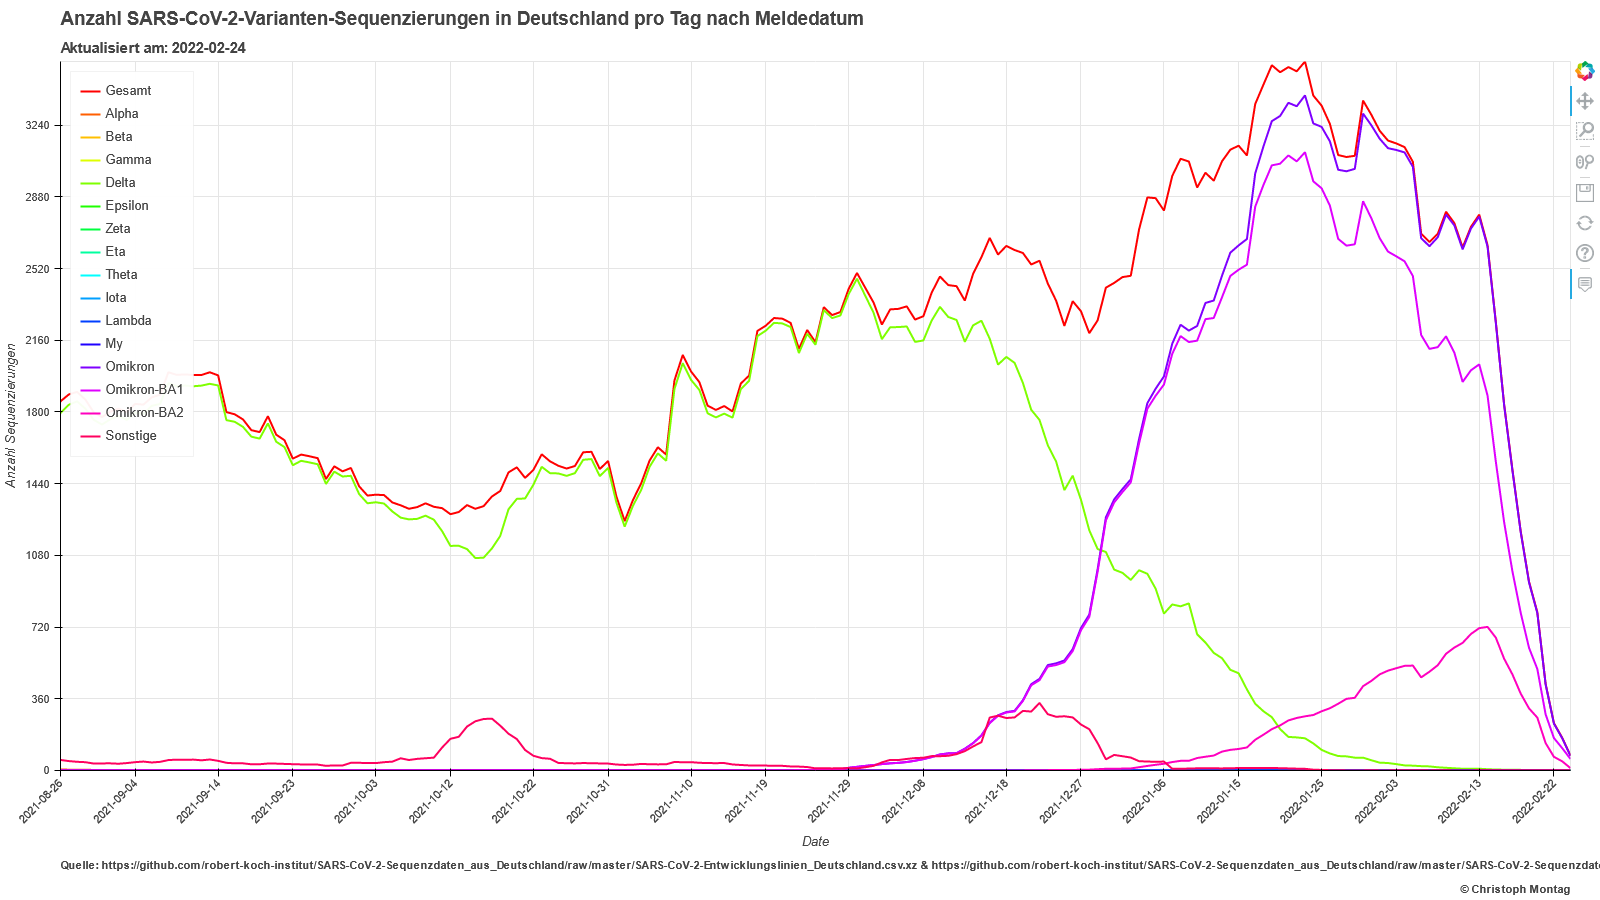 Anzahl SARS-CoV-2-Varianten-Sequenzierungen in Deutschland pro Tag nach Meldedatum
Aktualisiert am: 2022-02-24
Gesamt
Alpha
Beta
Gamma
Delta
Epsilon
Zeta
Eta
Theta
Iota
Lambda
My
Omikron
Omikron-BA1
Omikron-BA2
Sonstige
Anzahl Sequenzierungen
3240
2880
2520
2160
1800
1440
1080
720
360
0
2021-08-26
2021-09-04
2021-09-14
2021-09-23
2021-10-03
2021-10-12
2021-10-22
2021-10-31
2021-11-10
2021-11-19
2021-11-29
2021-12-08
2021-12-18
2021-12-27
2022-01-06
2022-01-15
2022-01-25
2022-02-03
2022-02-13
2022-02-22
Date
Quelle: https://github.com/robert-koch-institut/SARS-CoV-2-Sequenzdaten_aus_Deutschland/raw/master/SARS-CoV-2-Entwicklungslinien_Deutschland.csv.xz & https://github.com/robert-koch-institut/SARS-CoV-2-Sequenzdaten_aus_Deutschland/raw/master/SARS-CoV-2-Sequenzdate
© Christoph Montag